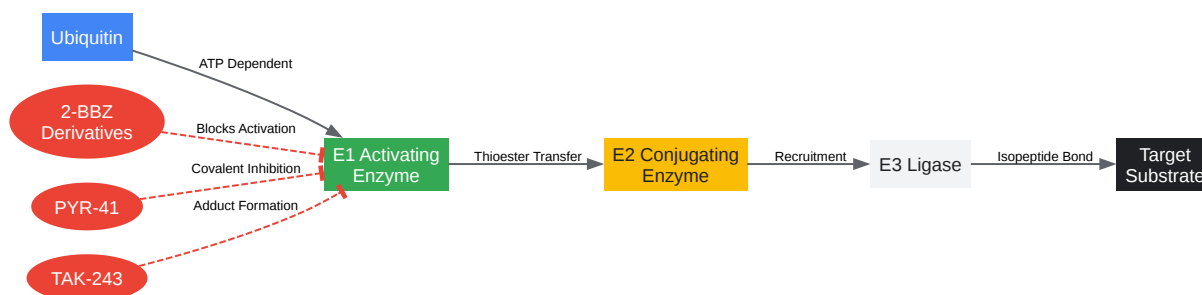 Ubiquitin
ATP Dependent
2-BBZ
Derivatives
Blocks Activation
Covalent Inhibition
PYR-41
Adduct Formation
TAK-243
E1 Activating
Enzyme
Thioester Transfer
E2 Conjugating
Enzyme
Recruitment
E3 Ligase
Isopeptide Bond
Target
Substrate